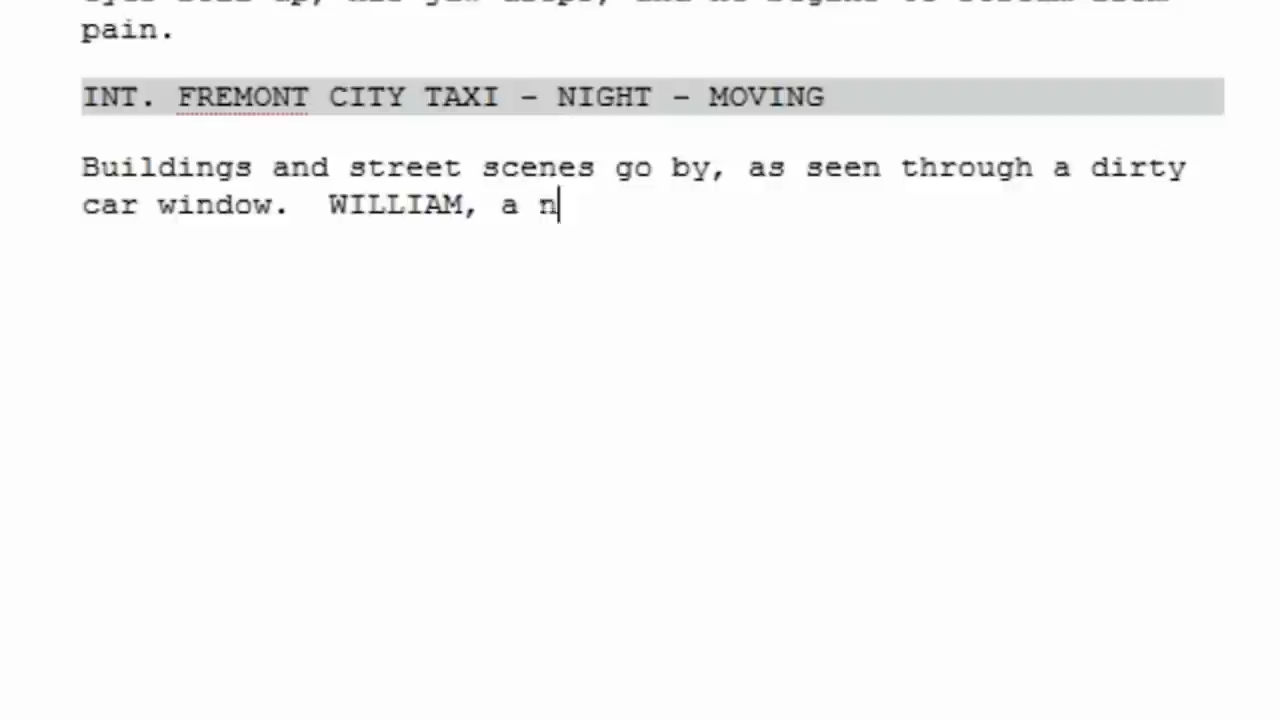 pain.
INT. FREMONT CITY TAXI - NIGHT - MOVING
Buildings and street scenes go by, as seen through a dirty
car window.  WILLIAM, a n